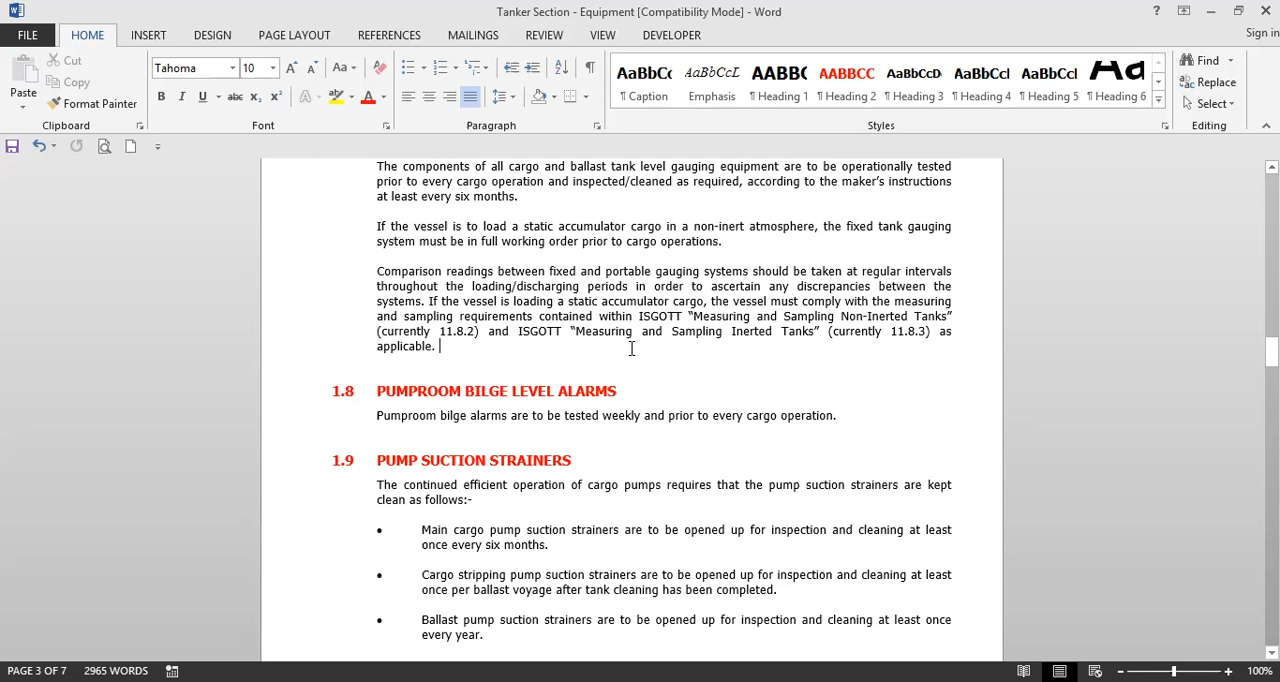 Tanker Section - Equipment [Compatibility Mode] - Word
Sign in
FILE HOME INSERT DESIGN PAGE LAYOUT REFERENCES MAILINGS REVIEW VIEW DEVELOPER
Paste
Cut
Copy
Format Painter
Clipboard
Tahoma 10
Font
Paragraph
AaBbCc AaBbCcL AABBC AABBCC AaBbCcD AaBbCcl AaBbCcl AaC
¶ Caption Emphasis ¶ Heading 1 ¶ Heading 2 ¶ Heading 3 ¶ Heading 4 ¶ Heading 5 ¶ Heading 6
Styles
Find
Replace
Select
Editing
The components of all cargo and ballast tank level gauging equipment are to be operationally tested
prior to every cargo operation and inspected/cleaned as required, according to the maker's instructions
at least every six months.
If the vessel is to load a static accumulator cargo in a non-inert atmosphere, the fixed tank gauging
system must be in full working order prior to cargo operations.
Comparison readings between fixed and portable gauging systems should be taken at regular intervals
throughout the loading/discharging periods in order to ascertain any discrepancies between the
systems. If the vessel is loading a static accumulator cargo, the vessel must comply with the measuring
and sampling requirements contained within ISGOTT “Measuring and Sampling Non-Inerted Tanks”
(currently 11.8.2) and ISGOTT “Measuring and Sampling Inerted Tanks” (currently 11.8.3) as
applicable.
1.8 PUMPROOM BILGE LEVEL ALARMS
Pumproom bilge alarms are to be tested weekly and prior to every cargo operation.
1.9 PUMP SUCTION STRAINERS
The continued efficient operation of cargo pumps requires that the pump suction strainers are kept
clean as follows:-
• Main cargo pump suction strainers are to be opened up for inspection and cleaning at least
once every six months.
• Cargo stripping pump suction strainers are to be opened up for inspection and cleaning at least
once per ballast voyage after tank cleaning has been completed.
• Ballast pump suction strainers are to be opened up for inspection and cleaning at least once
every year.
PAGE 3 OF 7 2965 WORDS 100%